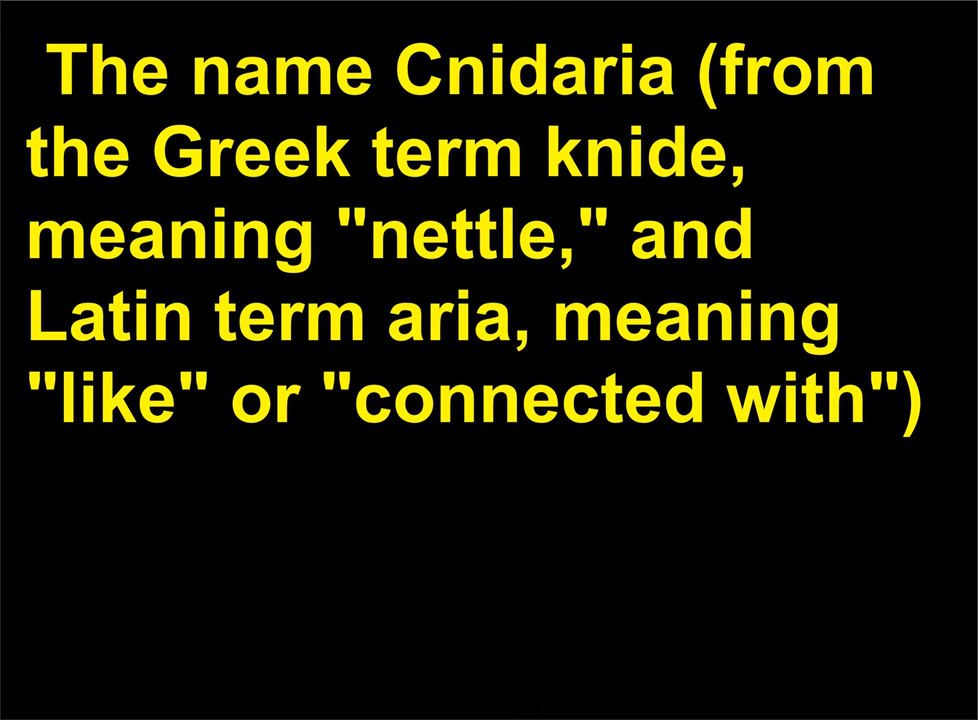 The name Cnidaria (from
the Greek term knide,
meaning "nettle," and
Latin term aria, meaning
"like" or "connected with")